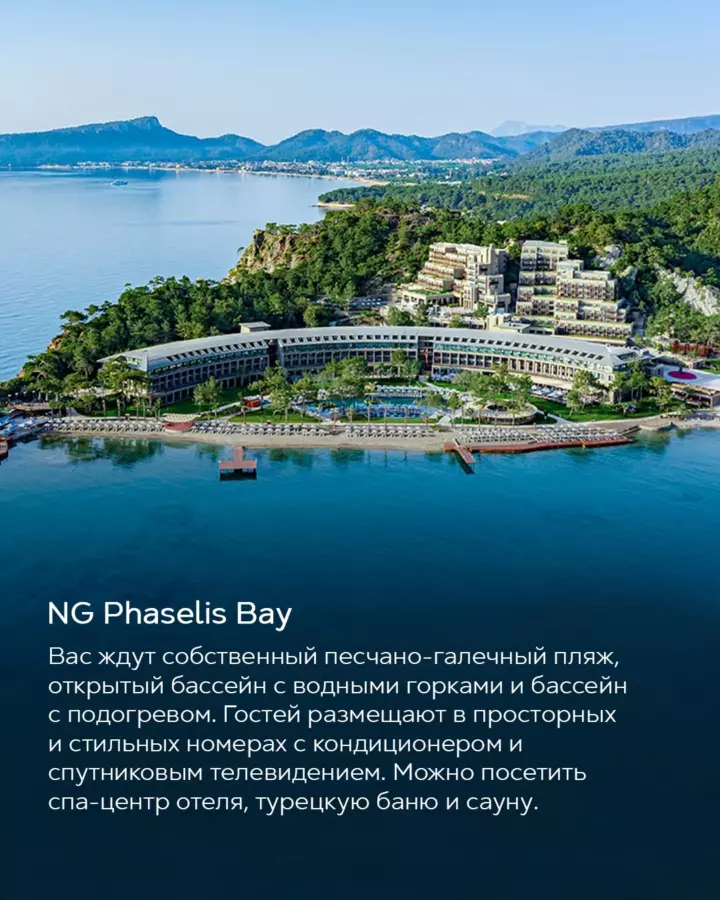 NG Phaselis Bay
Вас ждут собственный песчано-галечный пляж,
открытый бассейн с водными горками и бассейн
с подогревом. Гостей размещают в просторных
и стильных номерах с кондиционером и
спутниковым телевидением. Можно посетить
спа-центр отеля, турецкую баню и сауну.